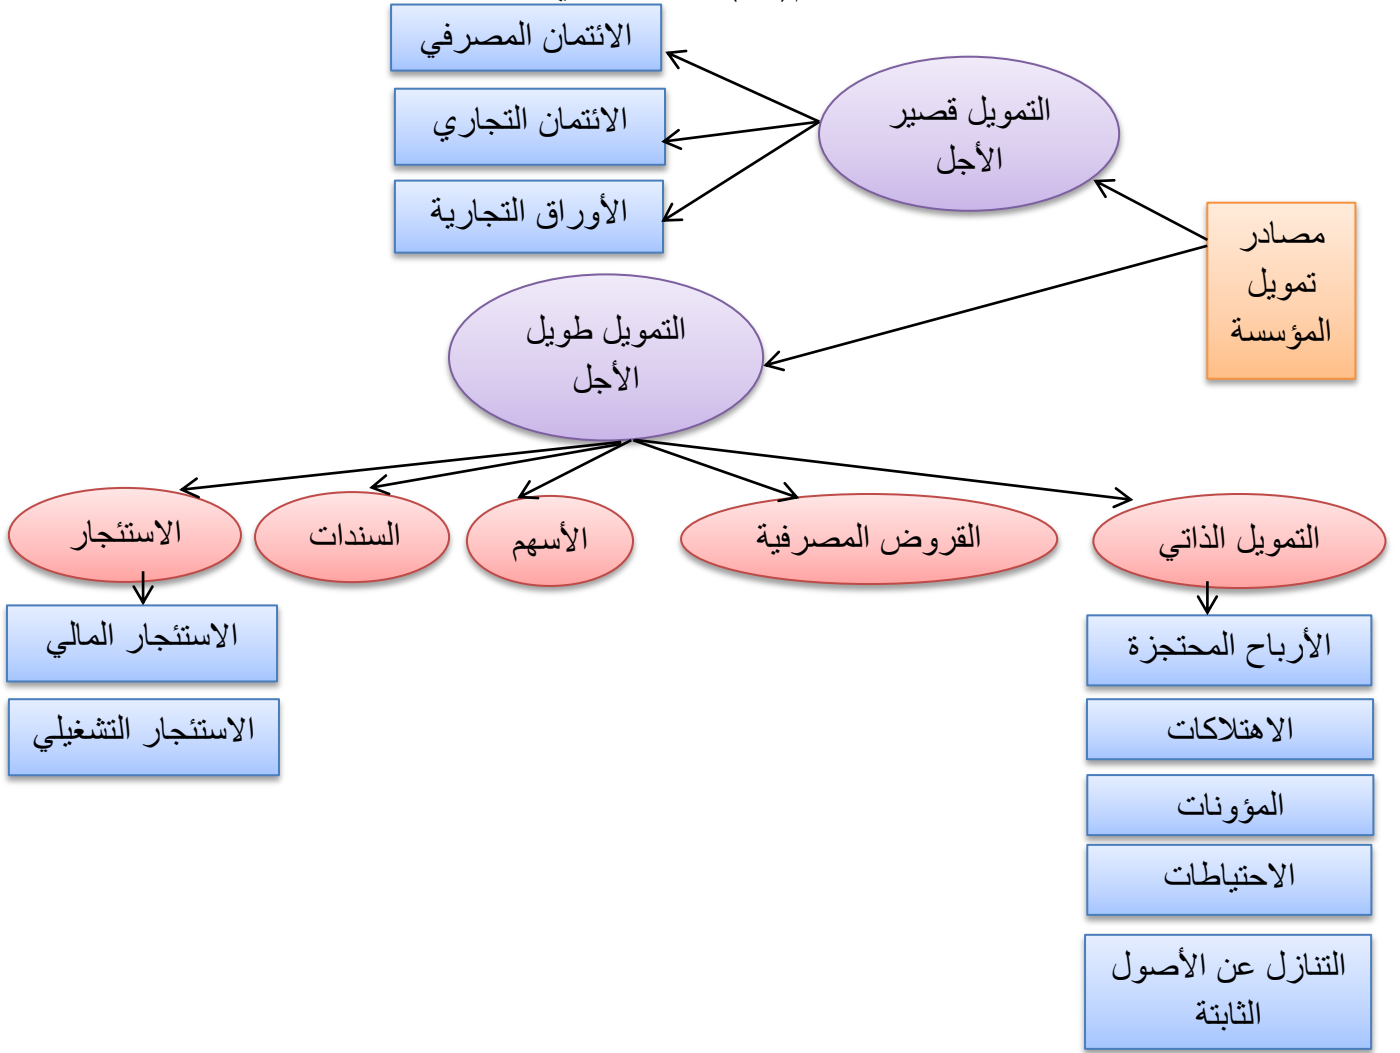 الائتمان المصرفي
الائتمان التجاري
الأوراق التجارية
التمويل قصير
الأجل
مصادر
تمويل
المؤسسة
التمويل طويل
الأجل
التمويل الذاتي
القروض المصرفية
الأسهم
السندات
الاستئجار
الأرباح المحتجزة
الاهتلاكات
المؤونات
الاحتياطات
التنازل عن الأصول
الثابتة
الاستئجار المالي
الاستئجار التشغيلي